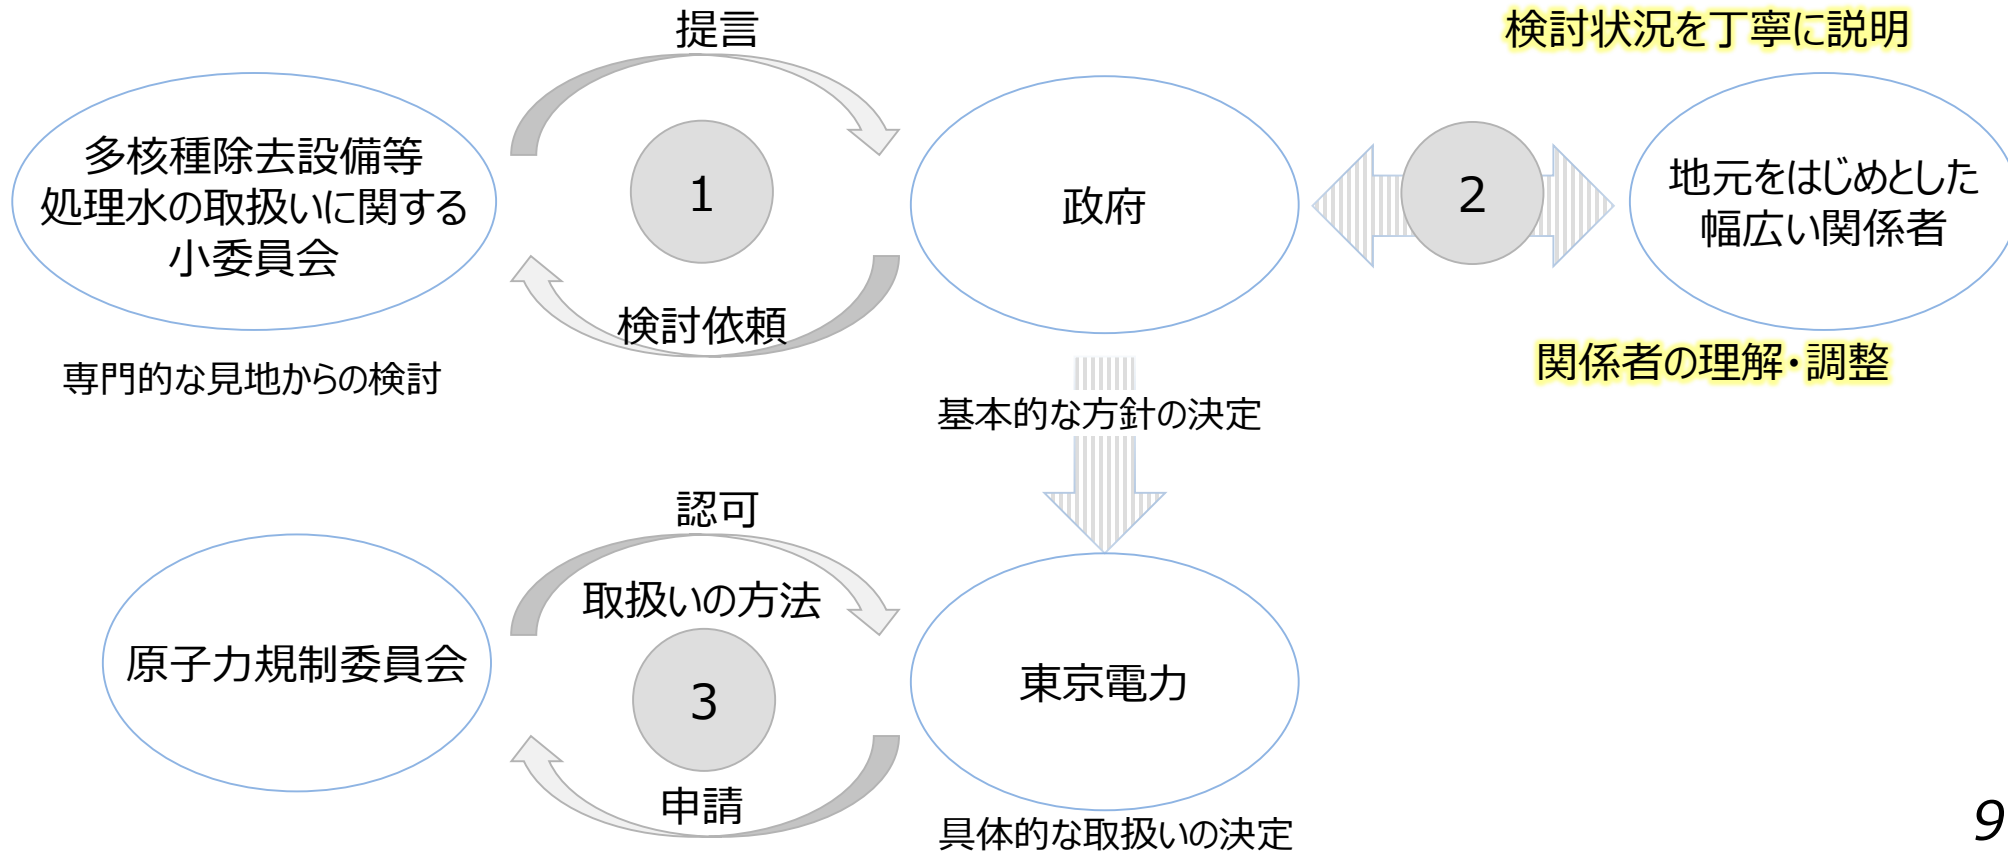 提言
検討状況を丁寧に説明
多核種除去設備等
処理水の取扱いに関する
小委員会
1
政府
2
地元をはじめとした
幅広い関係者
検討依頼
専門的な見地からの検討
関係者の理解・調整
基本的な方針の決定
認可
取扱いの方法
原子力規制委員会
3
東京電力
申請
具体的な取扱いの決定
9